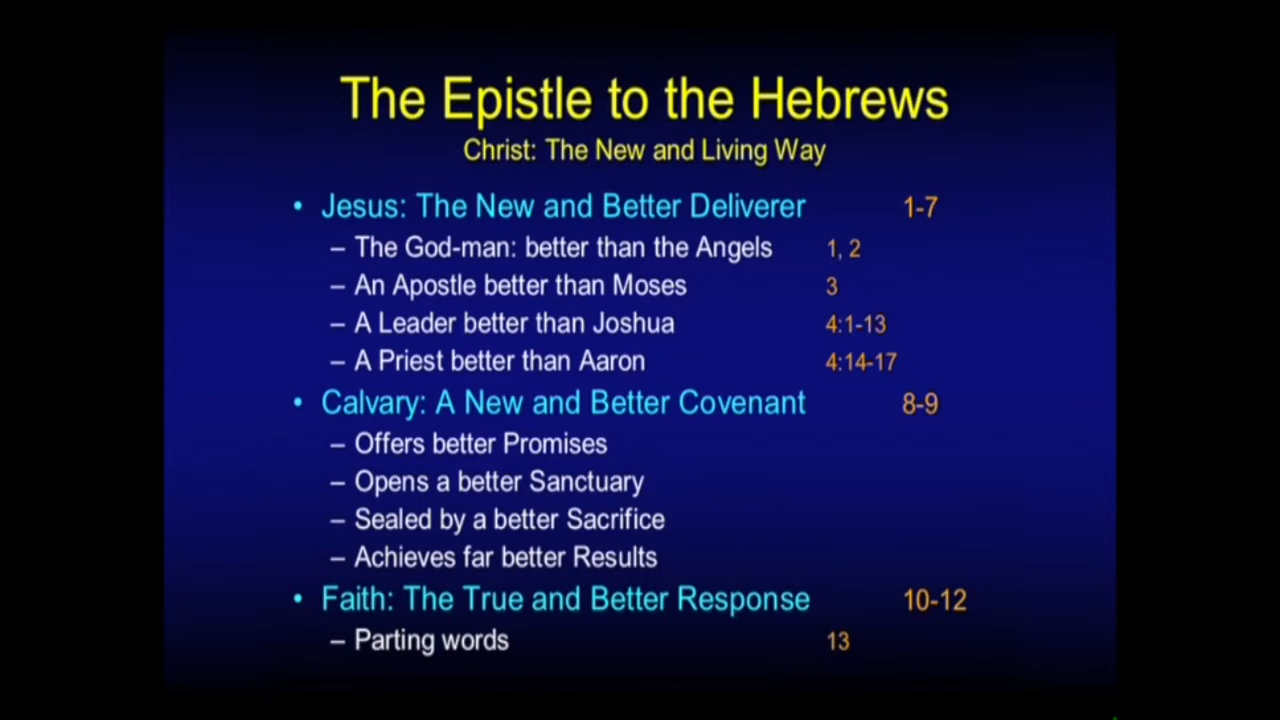 The Epistle to the Hebrews
Christ: The New and Living Way
• Jesus: The New and Better Deliverer 1-7
– The God-man: better than the Angels 1, 2
– An Apostle better than Moses 3
– A Leader better than Joshua 4:1-13
– A Priest better than Aaron 4:14-17
• Calvary: A New and Better Covenant 8-9
– Offers better Promises
– Opens a better Sanctuary
– Sealed by a better Sacrifice
– Achieves far better Results
• Faith: The True and Better Response 10-12
– Parting words 13